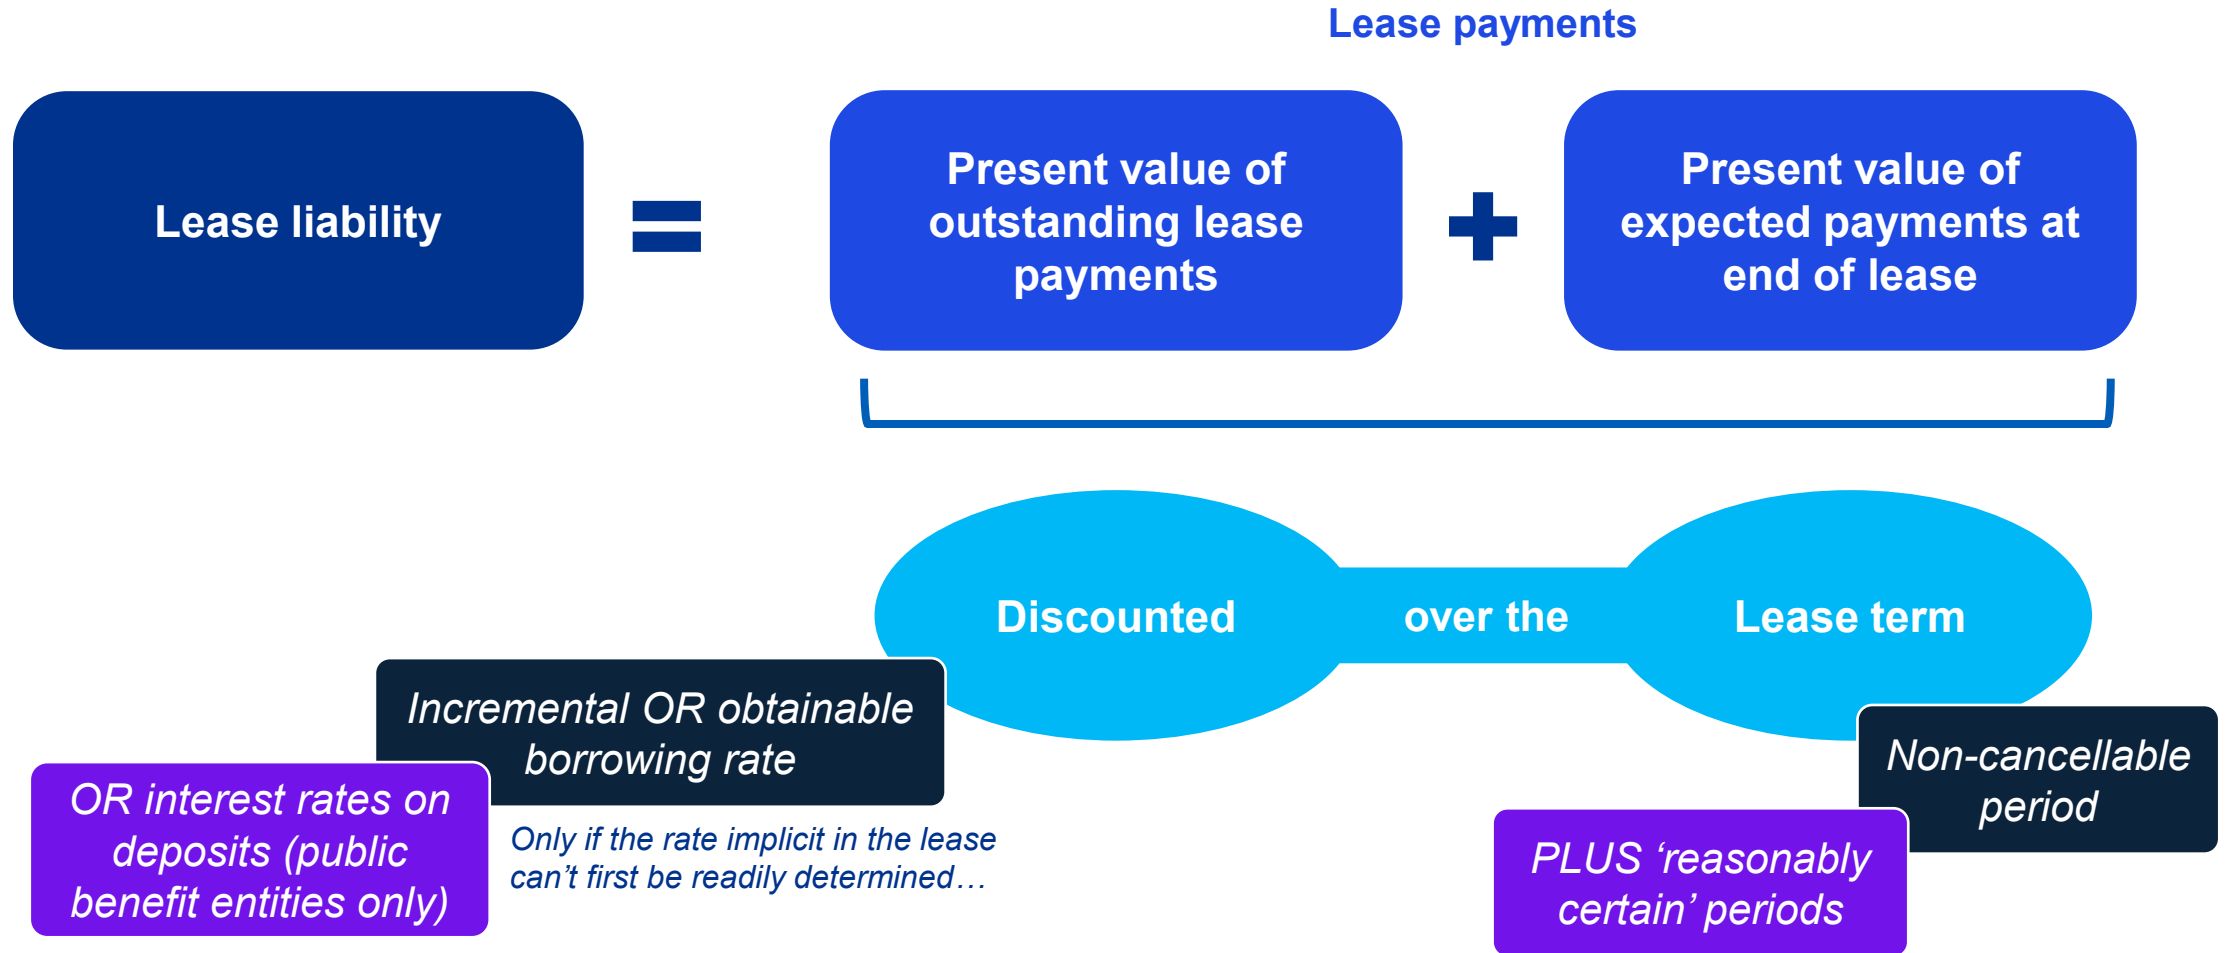 Lease payments
Lease liability
=
Present value of
outstanding lease
payments
+
Present value of
expected payments at
end of lease
Discounted
over the
Lease term
Incremental OR obtainable
borrowing rate
OR interest rates on
deposits (public
benefit entities only)
Only if the rate implicit in the lease
can’t first be readily determined…
Non-cancellable
period
PLUS ‘reasonably
certain’ periods